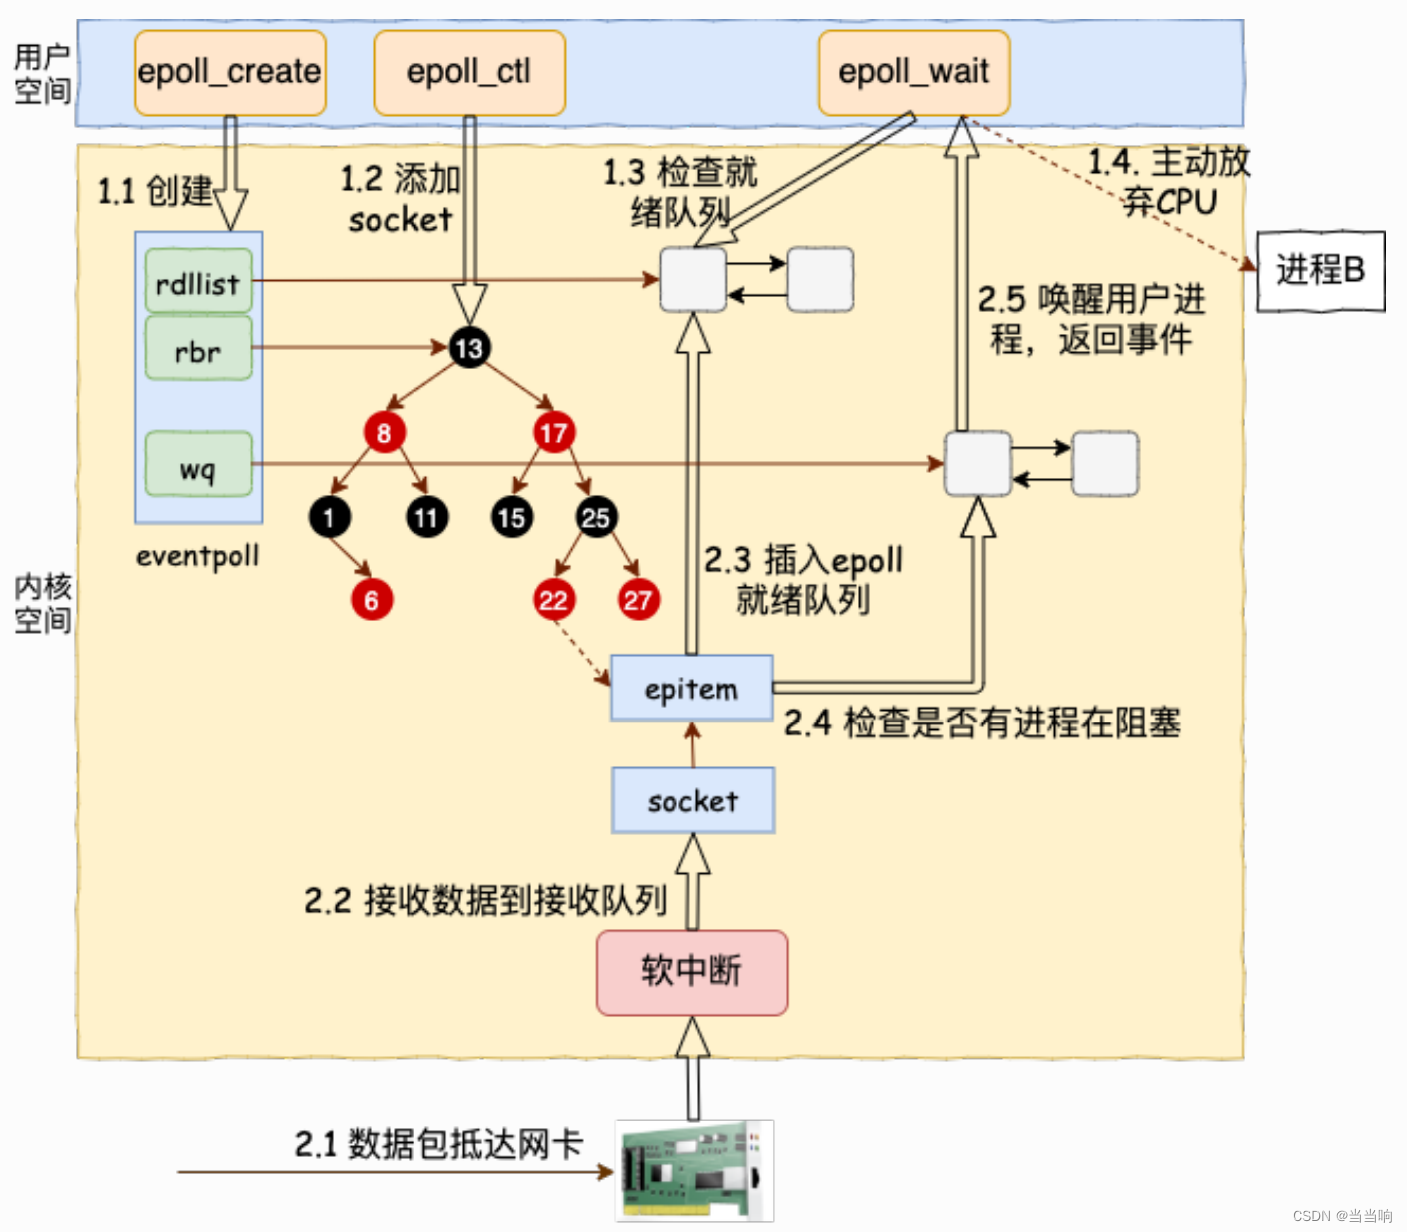 用户
空间
epoll_create
epoll_ctl
epoll_wait
1.1 创建
1.2 添加
socket
1.3 检查就
绪队列
1.4. 主动放
弃CPU
进程B
rdllist
rbr
wq
eventpoll
13
8
17
1
11
15
25
6
22
27
2.5 唤醒用户进
程，返回事件
内核
空间
2.3 插入epoll
就绪队列
epitem
2.4 检查是否有进程在阻塞
socket
2.2 接收数据到接收队列
软中断
2.1 数据包抵达网卡
CSDN @当当响